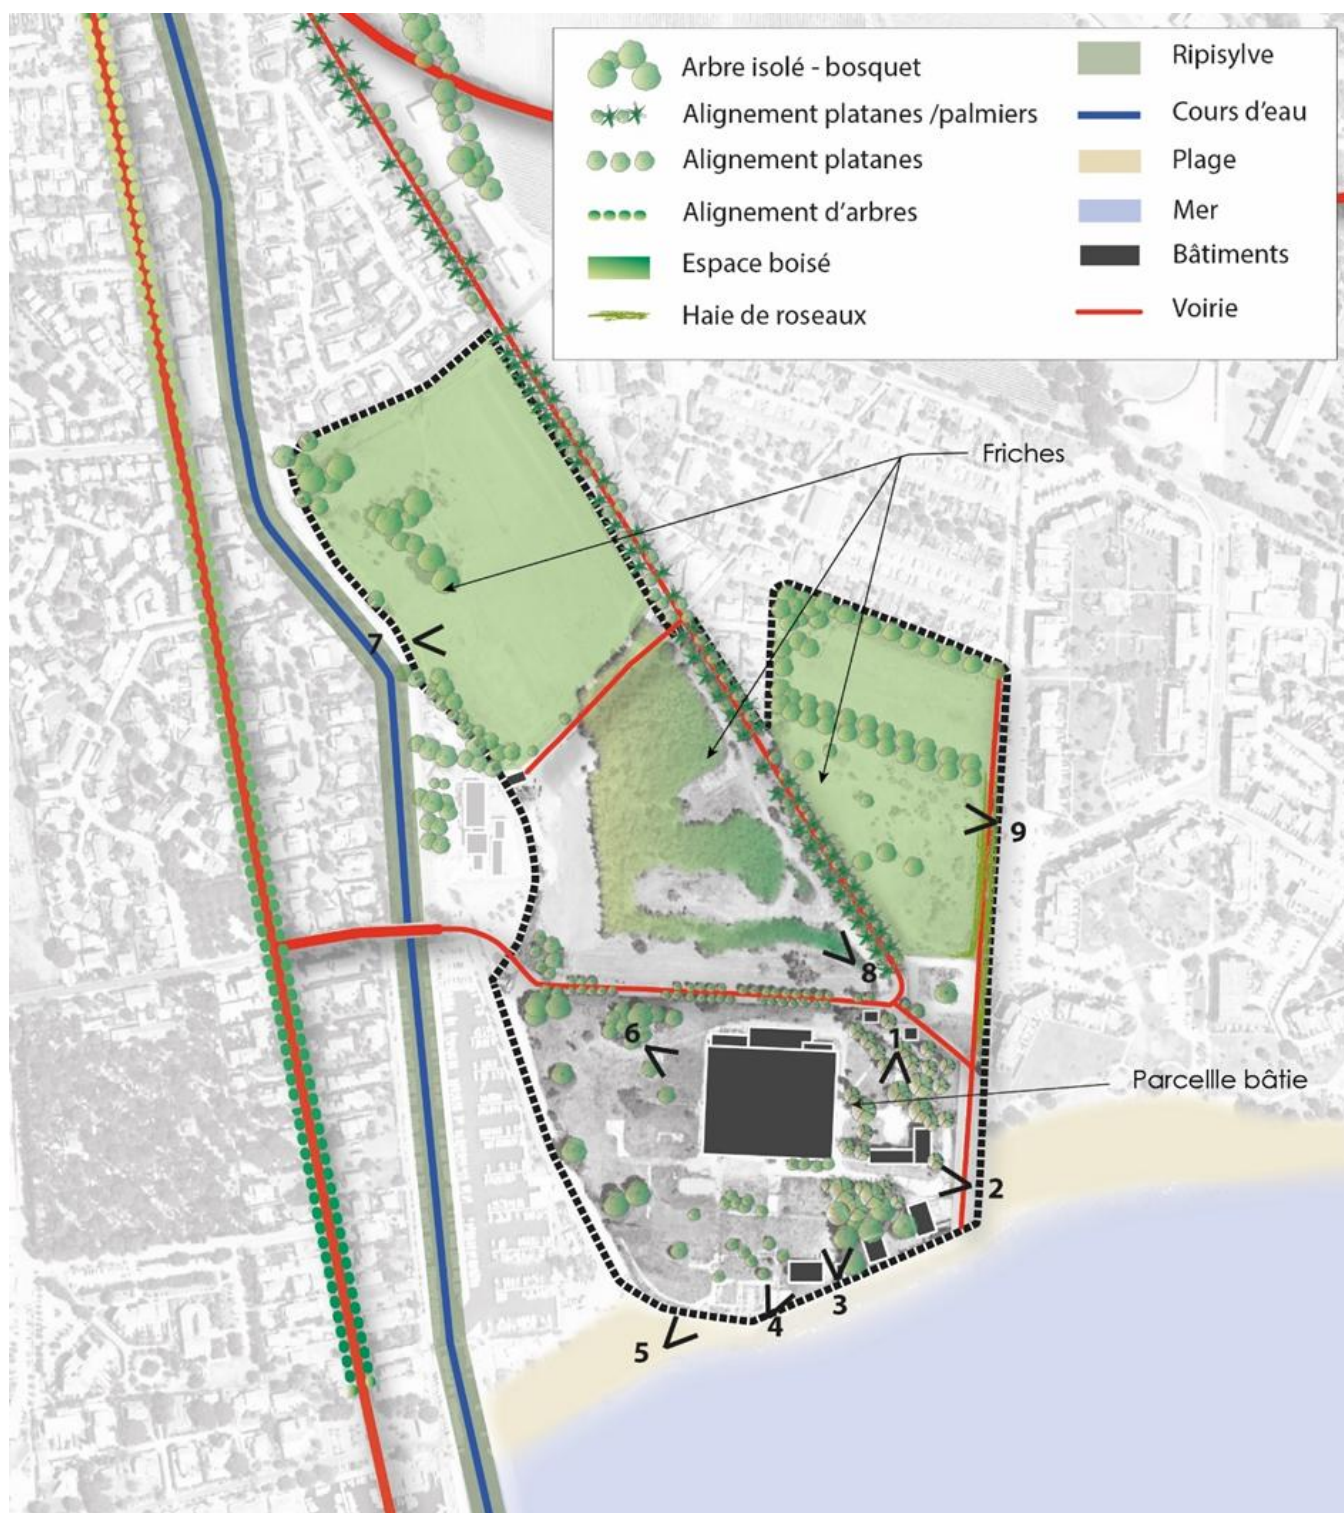 Arbre isolé - bosquet
Alignement platanes /palmiers
Alignement platanes
Alignement d'arbres
Espace boisé
Haie de roseaux
Ripisylve
Cours d'eau
Plage
Mer
Bâtiments
Voirie
Friches
7
9
8
6
1
Parcellle bâtie
2
3
4
5